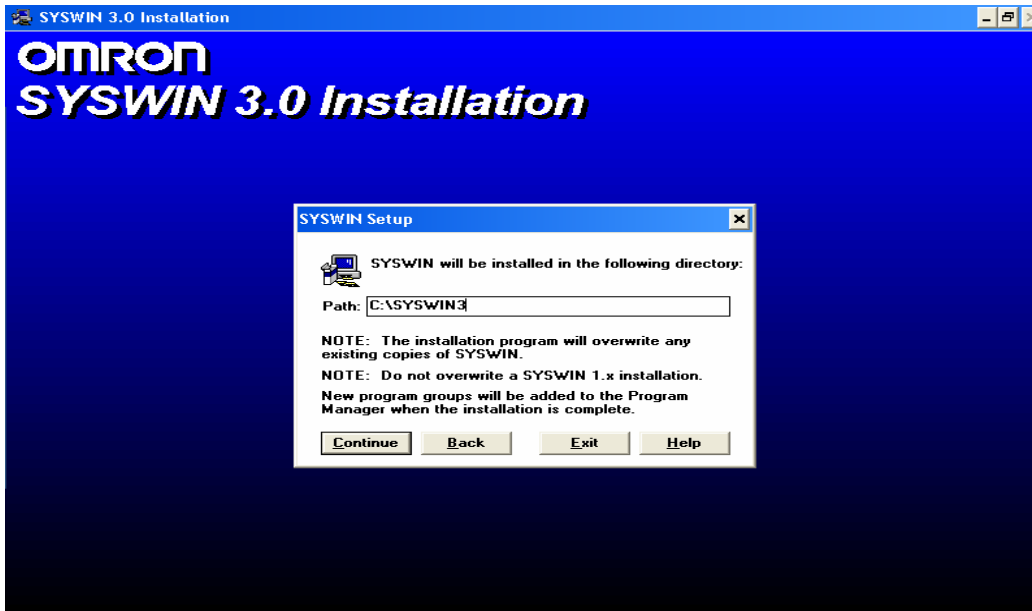 SYSWIN 3.0 Installation
OMRON
SYSWIN 3.0 Installation
SYSWIN Setup
SYSWIN will be installed in the following directory:
Path: C:\SYSWIN3
NOTE: The installation program will overwrite any
existing copies of SYSWIN.
NOTE: Do not overwrite a SYSWIN 1.x installation.
New program groups will be added to the Program
Manager when the installation is complete.
Continue Back Exit Help